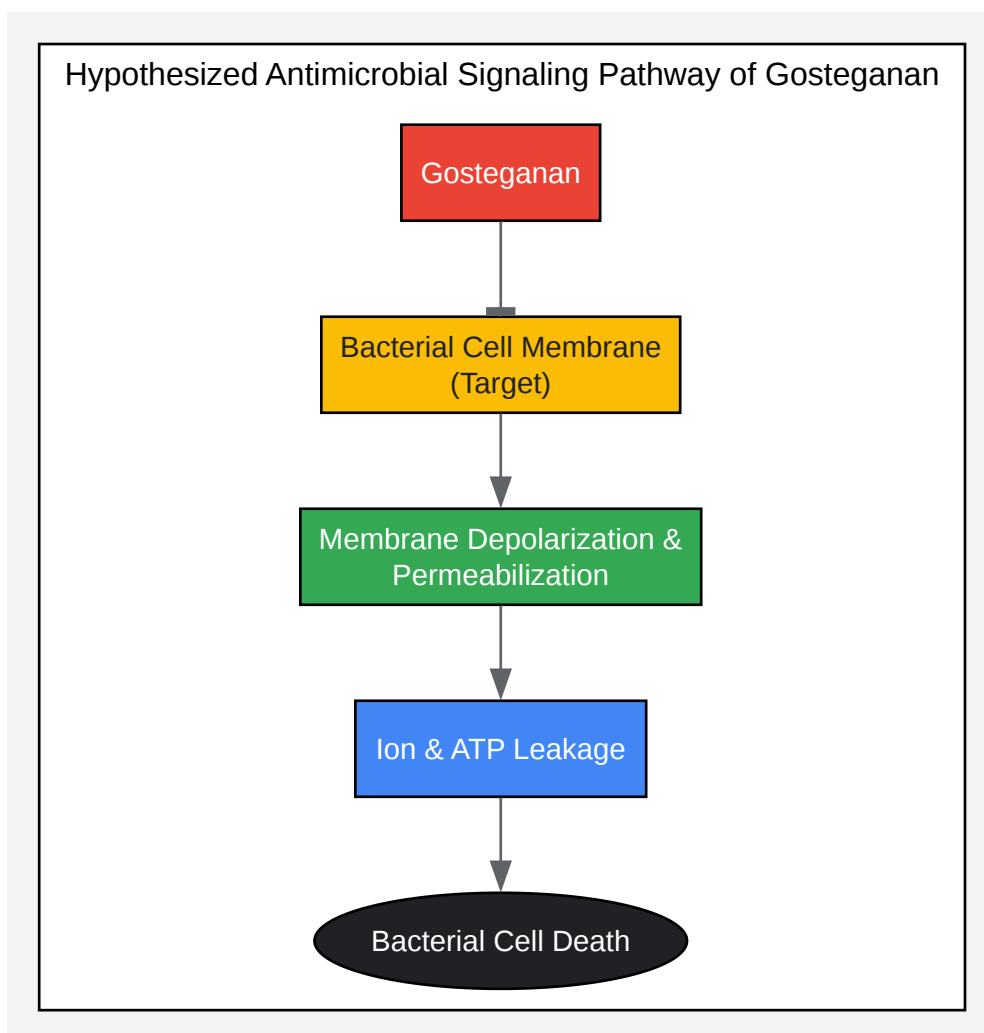 Hypothesized Antimicrobial Signaling Pathway of Gosteganan
Gosteganan
Bacterial Cell Membrane
(Target)
Membrane Depolarization &
Permeabilization
Ion & ATP Leakage
Bacterial Cell Death